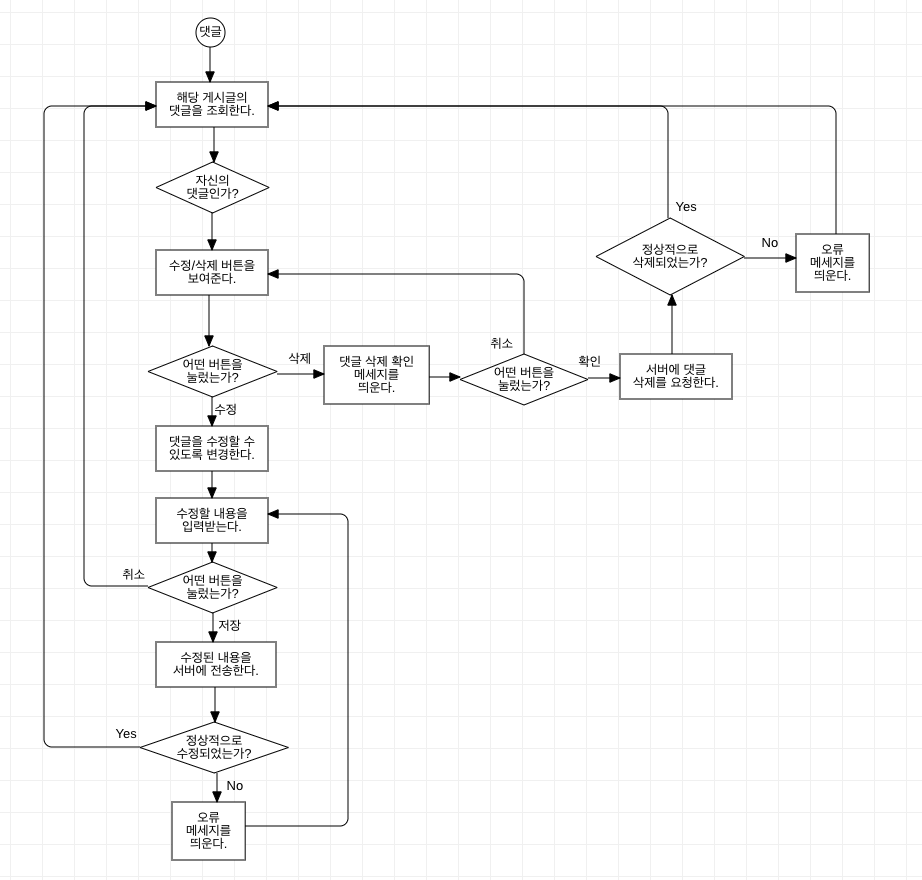 댓글
해당 게시글의
댓글을 조회한다.
자신의
댓글인가?
수정/삭제 버튼을
보여준다.
어떤 버튼을
눌렀는가?
삭제
댓글 삭제 확인
메세지를
띄운다.
취소
어떤 버튼을
눌렀는가?
확인
서버에 댓글
삭제를 요청한다.
정상적으로
삭제되었는가?
Yes
No
오류
메세지를
띄운다.
수정
댓글을 수정할 수
있도록 변경한다.
수정할 내용을
입력받는다.
취소
어떤 버튼을
눌렀는가?
저장
수정된 내용을
서버에 전송한다.
Yes
정상적으로
수정되었는가?
No
오류
메세지를
띄운다.